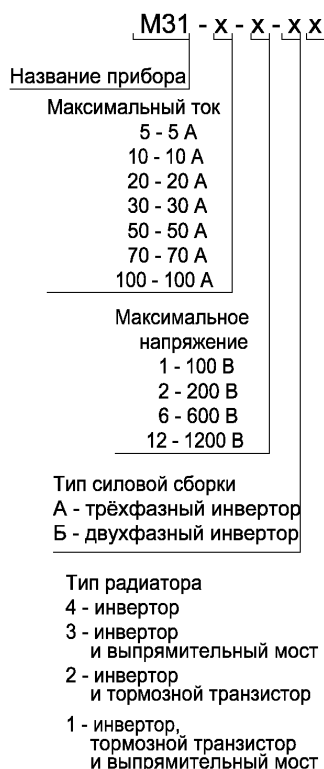 М31 - х - х - х х
Название прибора
Максимальный ток
5 - 5 А
10 - 10 А
20 - 20 А
30 - 30 А
50 - 50 А
70 - 70 А
100 - 100 А
Максимальное
напряжение
1 - 100 В
2 - 200 В
6 - 600 В
12 - 1200 В
Тип силовой сборки
А - трёхфазный инвертор
Б - двухфазный инвертор
Тип радиатора
4 - инвертор
3 - инвертор
и выпрямительный мост
2 - инвертор
и тормозной транзистор
1 - инвертор,
тормозной транзистор
и выпрямительный мост